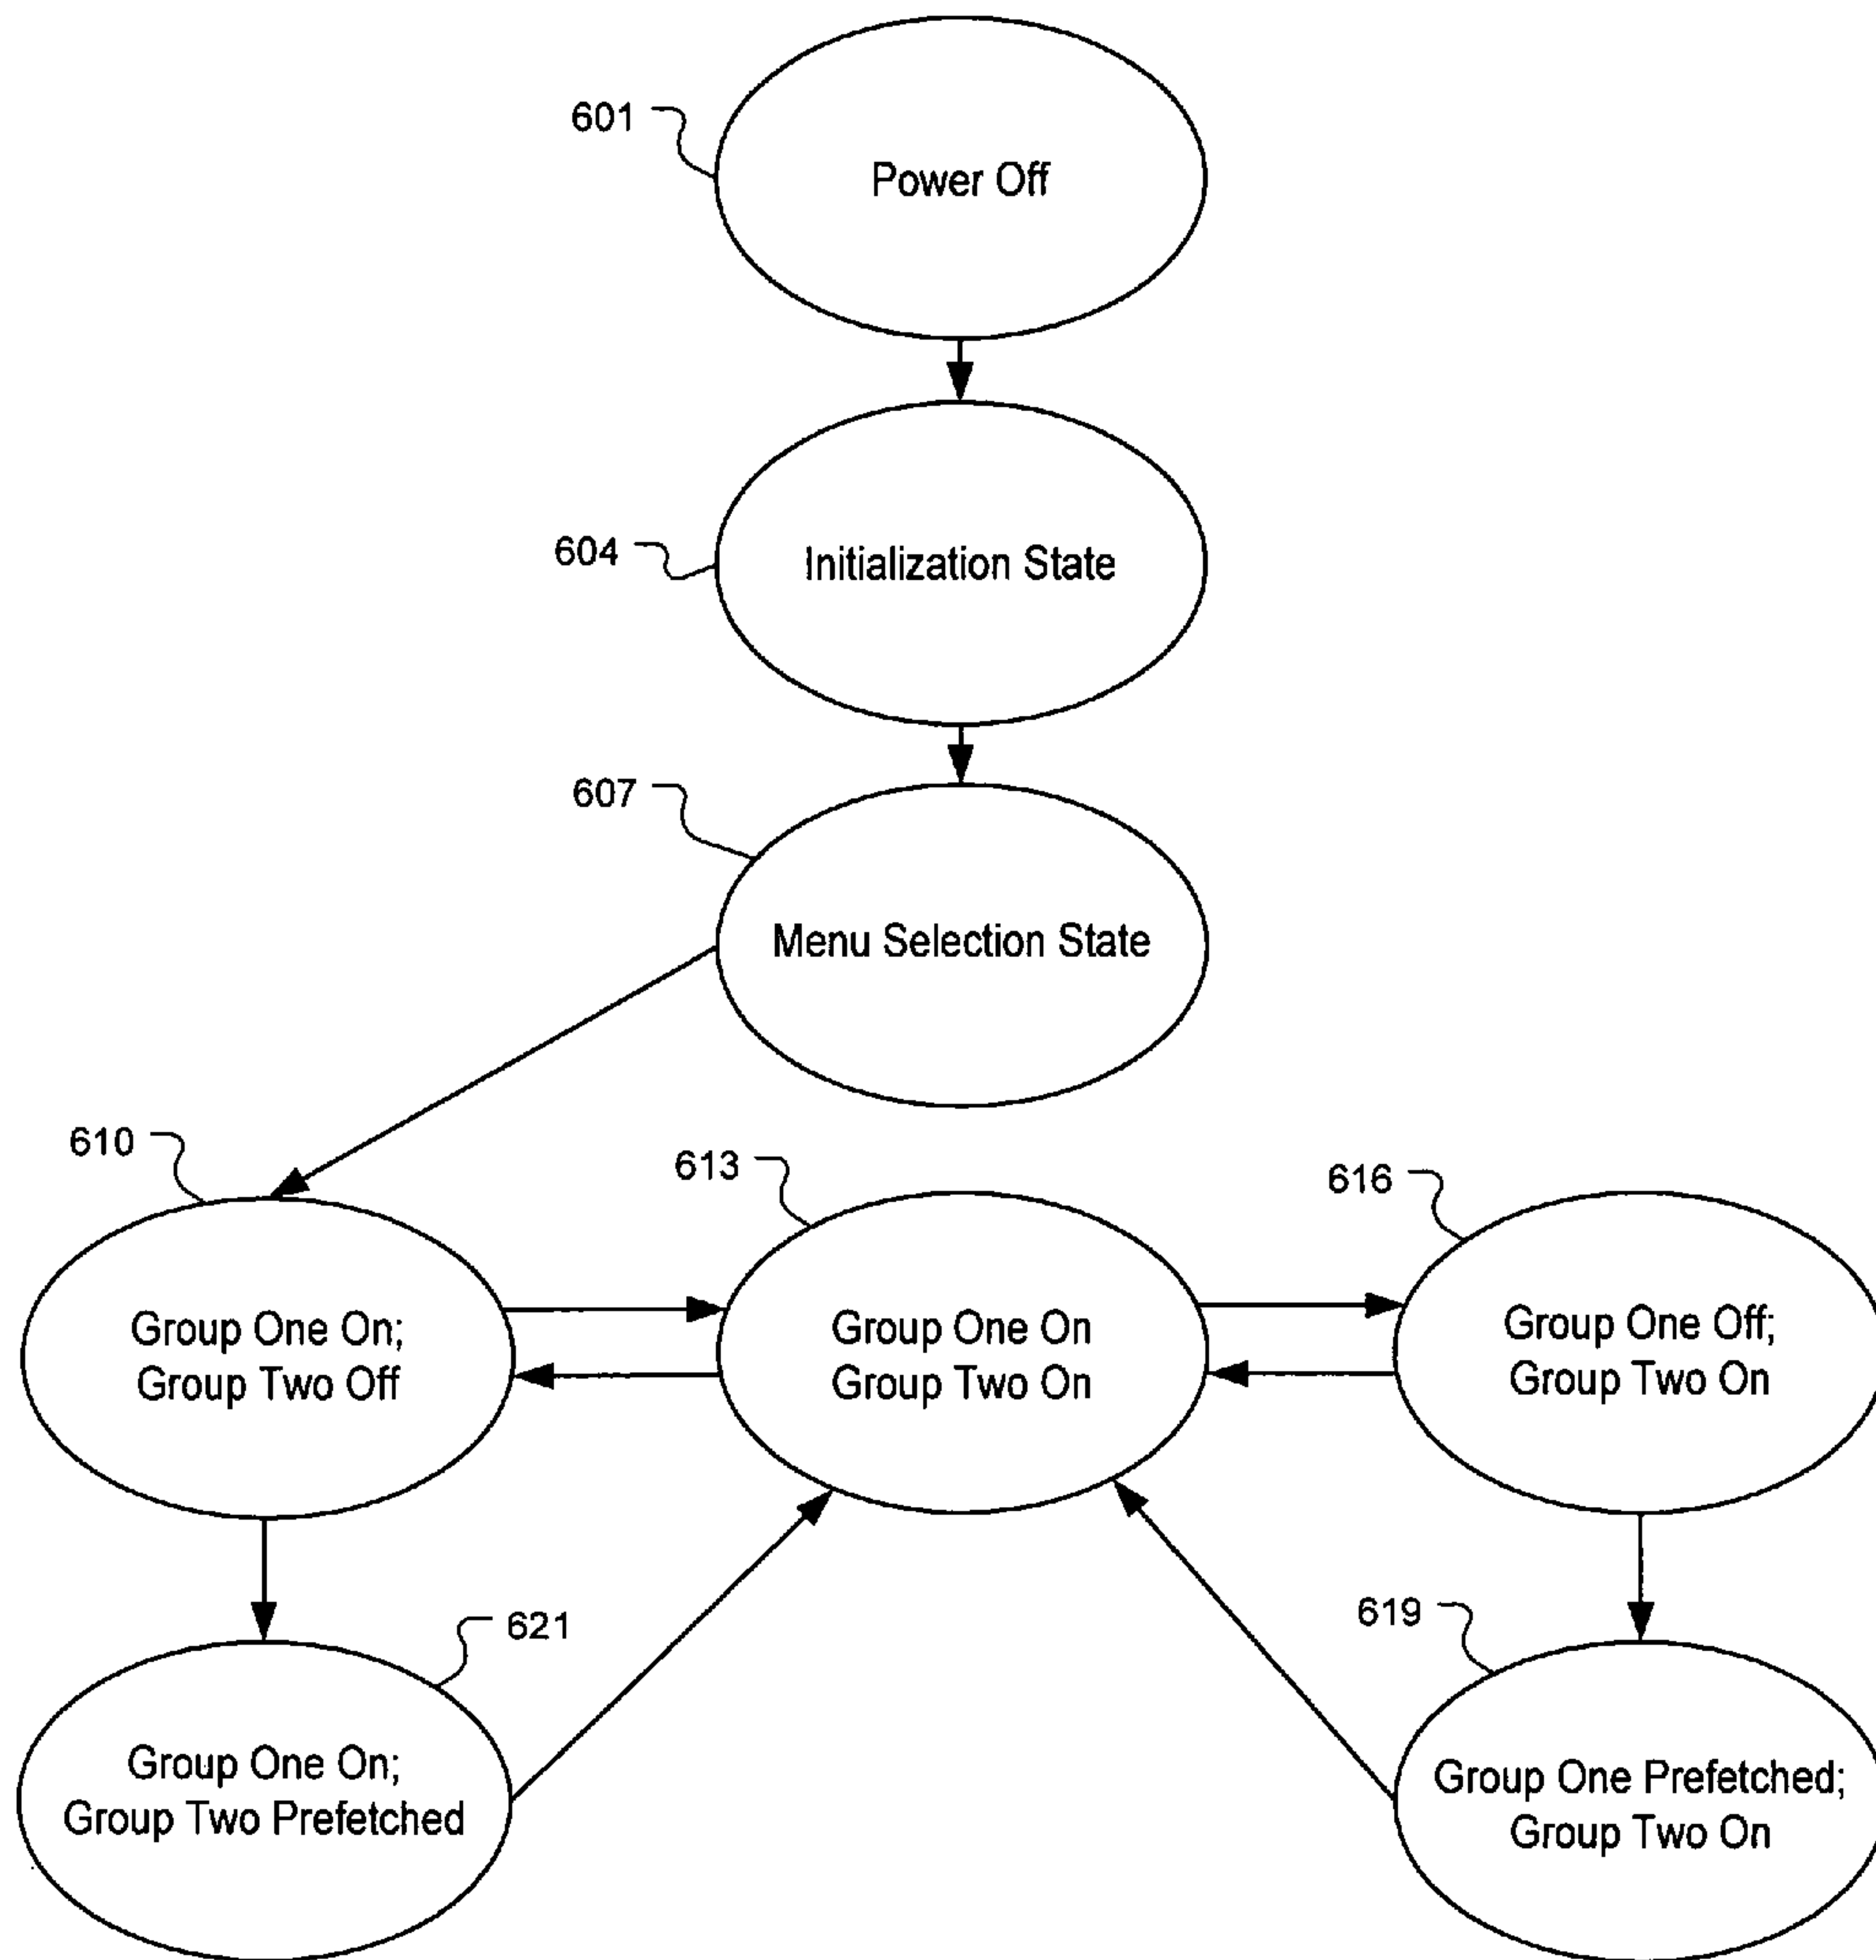 601
Power Off
604
Initialization State
607
Menu Selection State
610
613
616
Group One On;
Group Two Off
Group One On
Group Two On
Group One Off;
Group Two On
621
619
Group One On;
Group Two Prefetched
Group One Prefetched;
Group Two On